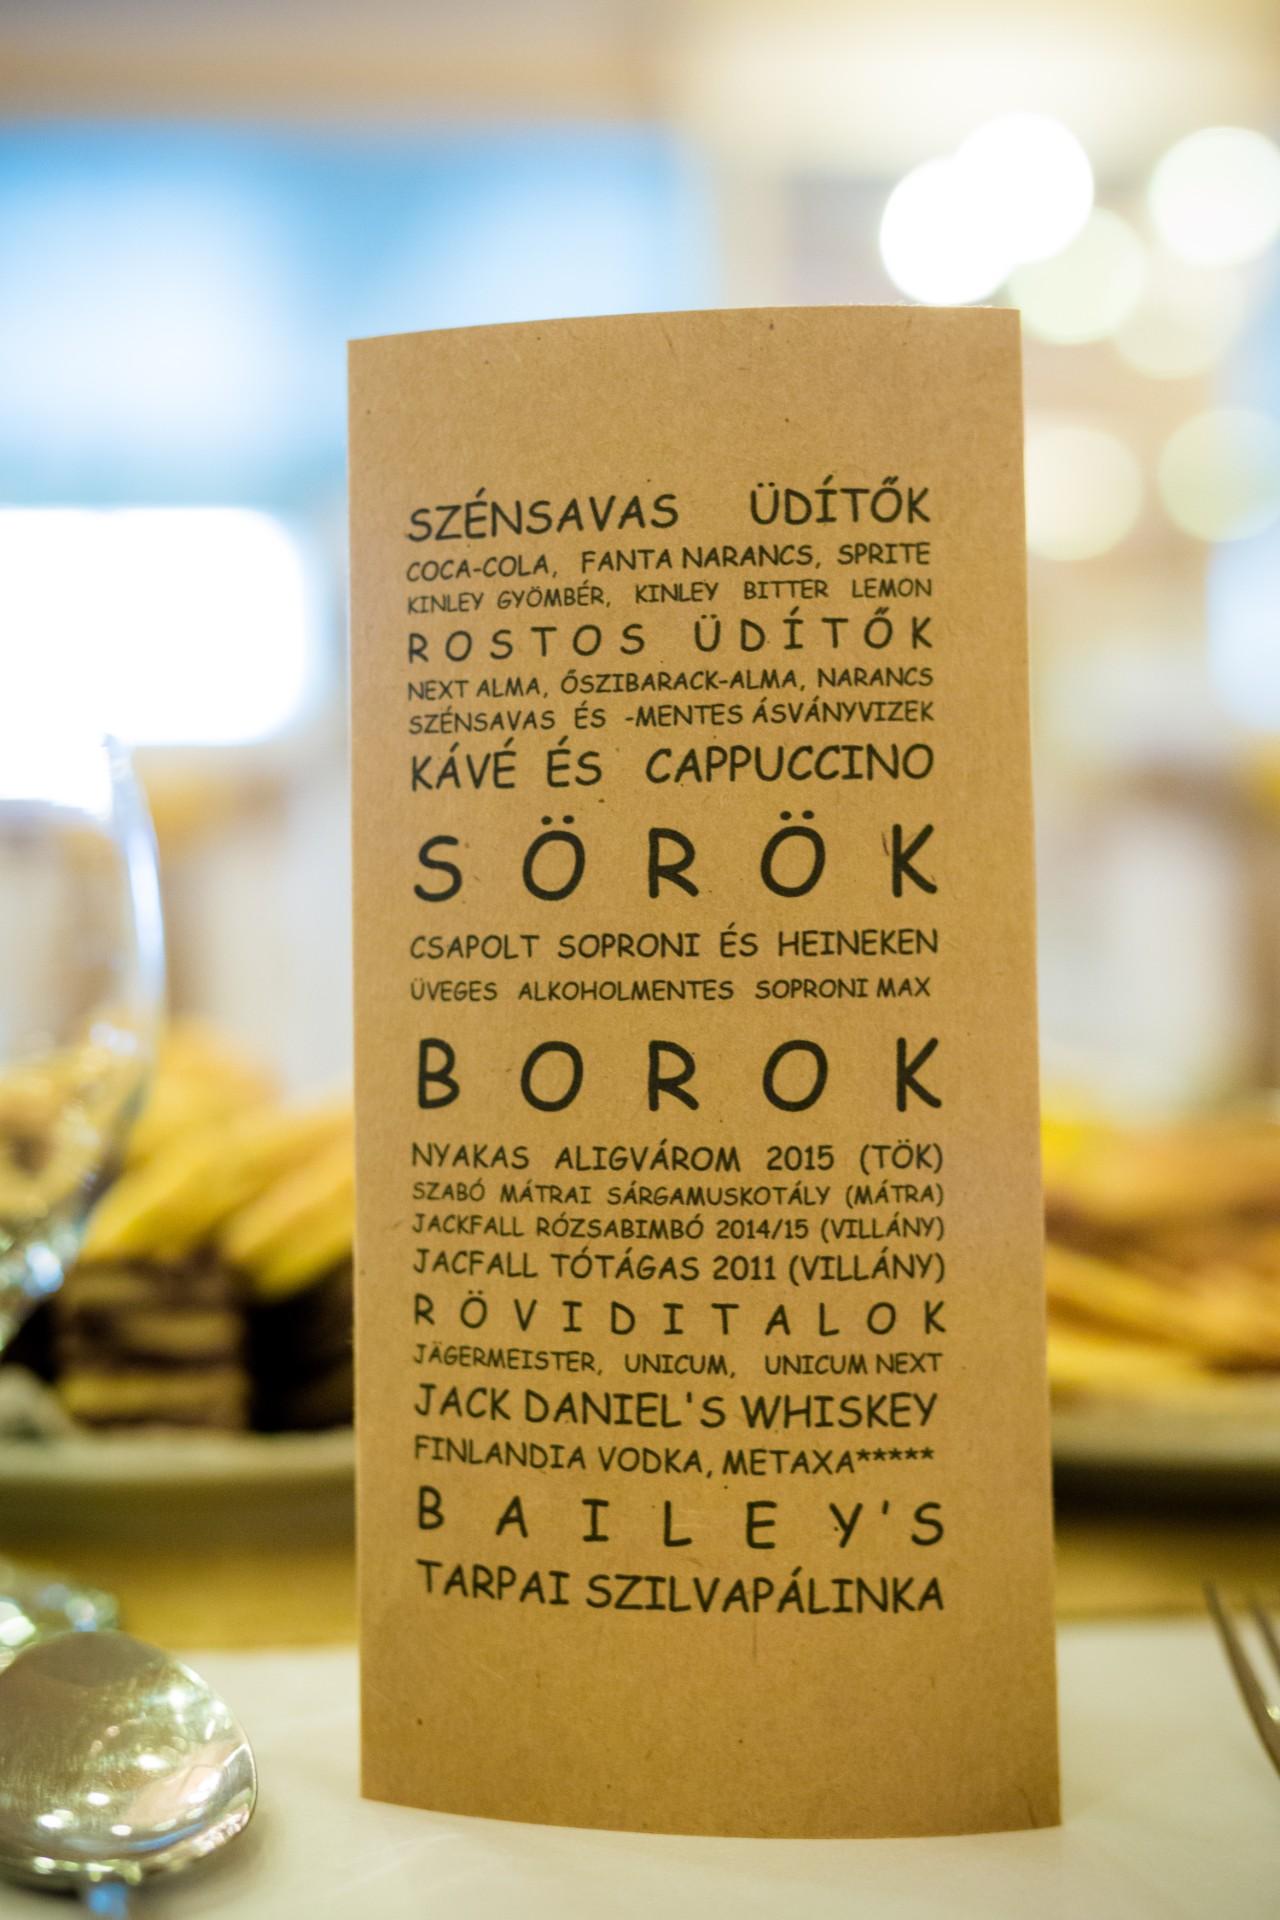 SZÉNSAVAS ÜDÍTŐK
COCA-COLA, FANTA NARANCS, SPRITE
KINLEY GYÖMBÉR, KINLEY BITTER LEMON
ROSTOS ÜDÍTŐK
NEXT ALMA, ŐSZIBARACK-ALMA, NARANCS
SZÉNSAVAS ÉS -MENTES ÁSVÁNYVIZEK
KÁVÉ ÉS CAPPUCCINO
SÖRÖK
CSAPOLT SOPRONI ÉS HEINEKEN
ÜVEGES ALKOHOLMENTES SOPRONI MAX
BOROK
NYAKAS ALIGVÁROM 2015 (TÖK)
SZABÓ MÁTRAI SÁRGAMUSKOTÁLY (MÁTRA)
JACKFALL RÓZSABIMBÓ 2014/15 (VILLÁNY)
JACFALL TÓTÁGAS 2011 (VILLÁNY)
RÖVIDITALOK
JÄGERMEISTER, UNICUM, UNICUM NEXT
JACK DANIEL'S WHISKEY
FINLANDIA VODKA, METAXA*****
BAILEY'S
TARPAI SZILVAPÁLINKA